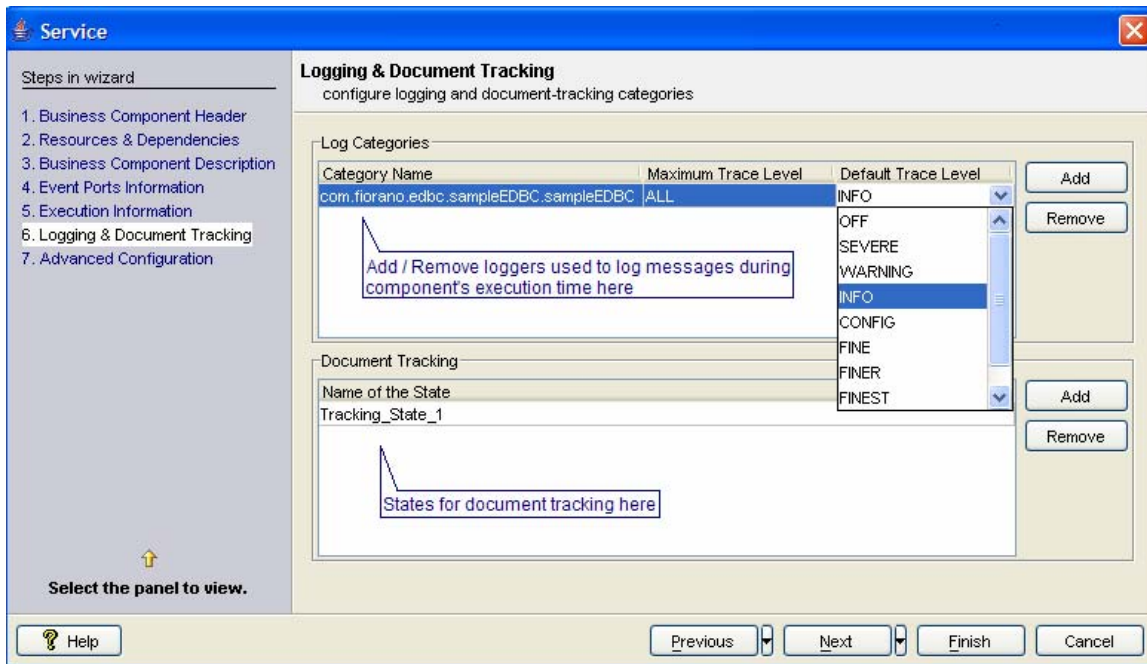 Service
Steps in wizard
1. Business Component Header
2. Resources & Dependencies
3. Business Component Description
4. Event Ports Information
5. Execution Information
6. Logging & Document Tracking
7. Advanced Configuration
Select the panel to view.
Logging & Document Tracking
configure logging and document-tracking categories
Log Categories
Category Name Maximum Trace Level Default Trace Level
com.fiorano.edbc.sampleEDBC.sampleEDBC ALL INFO
OFF
SEVERE
WARNING
INFO
CONFIG
FINE
FINER
FINEST
Add / Remove loggers used to log messages during
component's execution time here
Add
Remove
Document Tracking
Name of the State
Tracking_State_1
States for document tracking here
Add
Remove
Help
Previous
Next
Finish
Cancel